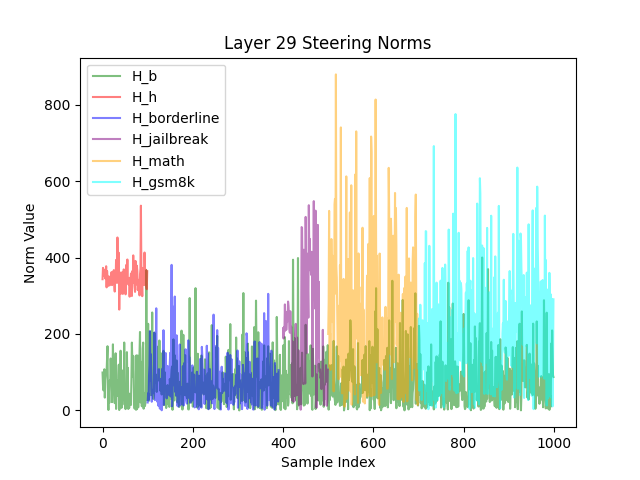 Layer 29 Steering Norms
H_b
H_h
H_borderline
H_jailbreak
H_math
H_gsm8k
Norm Value
800
600
400
200
0
0 200 400 600 800 1000
Sample Index